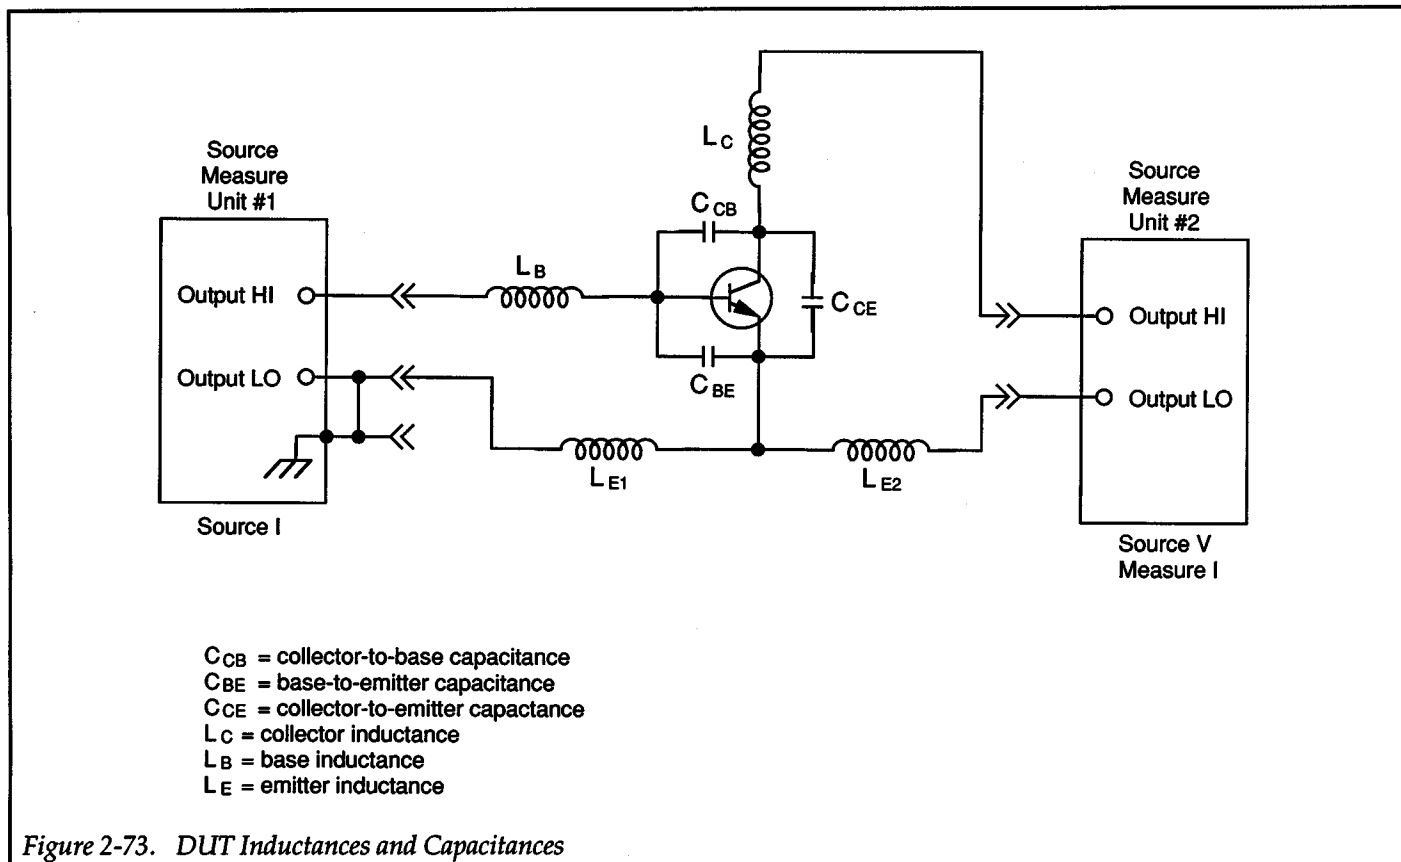 Source
Measure
Unit #1
Output HI
Output LO
Source I
L B
C CB
L C
C CE
C BE
L E1
L E2
Source
Measure
Unit #2
Output HI
Output LO
Source V
Measure I
C CB = collector-to-base capacitance
C BE = base-to-emitter capacitance
C CE = collector-to-emitter capactance
L C = collector inductance
L B = base inductance
L E = emitter inductance
Figure 2-73. DUT Inductances and Capacitances